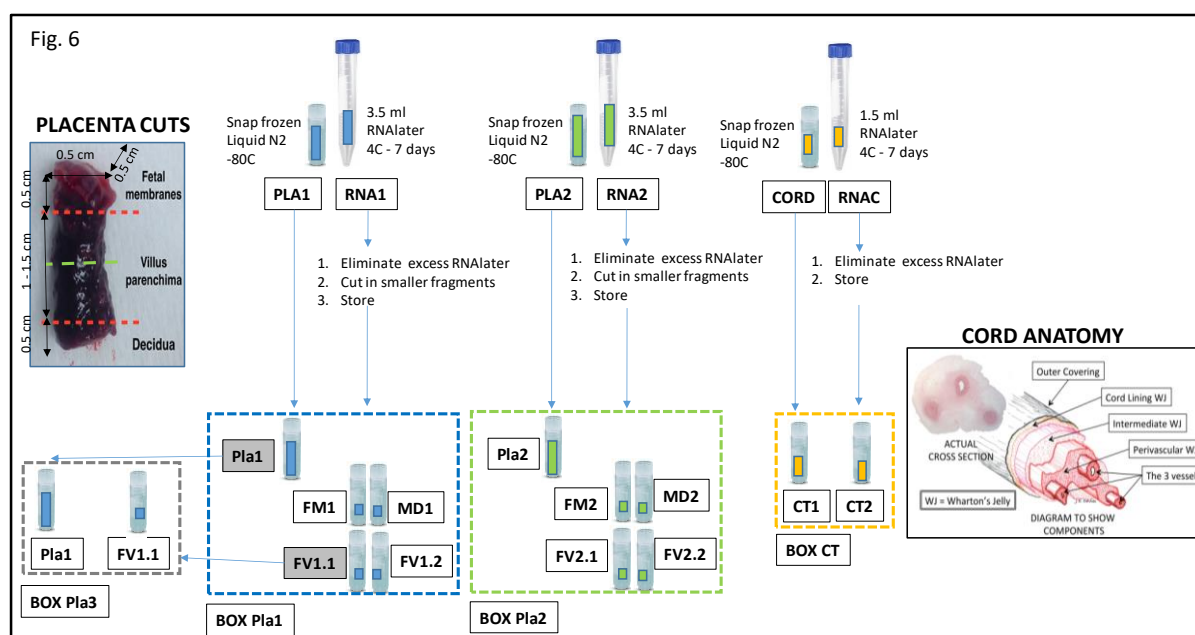 Fig. 6
PLACENTA CUTS
0.5 cm
0.5 cm
0.5 cm
Fetal
membranes
1 - 1.5 cm
Villus
parenchima
0.5 cm
Decidua
Snap frozen
Liquid N2
-80C
3.5 ml
RNAlater
4C - 7 days
PLA1
RNA1
1. Eliminate excess RNAlater
2. Cut in smaller fragments
3. Store
Snap frozen
Liquid N2
-80C
3.5 ml
RNAlater
4C - 7 days
PLA2
RNA2
1. Eliminate excess RNAlater
2. Cut in smaller fragments
3. Store
Snap frozen
Liquid N2
-80C
1.5 ml
RNAlater
4C - 7 days
CORD
RNAC
1. Eliminate excess RNAlater
2. Store
CORD ANATOMY
Outer Covering
Cord Lining WJ
Intermediate WJ
Perivascular W
The 3 vessel
ACTUAL
CROSS SECTION
WJ = Wharton's Jelly
DIAGRAM TO SHOW
COMPONENTS
Pla1
FV1.1
BOX Pla3
Pla1
FM1
MD1
FV1.1
FV1.2
BOX Pla1
Pla2
FM2
MD2
FV2.1
FV2.2
BOX Pla2
CT1
CT2
BOX CT